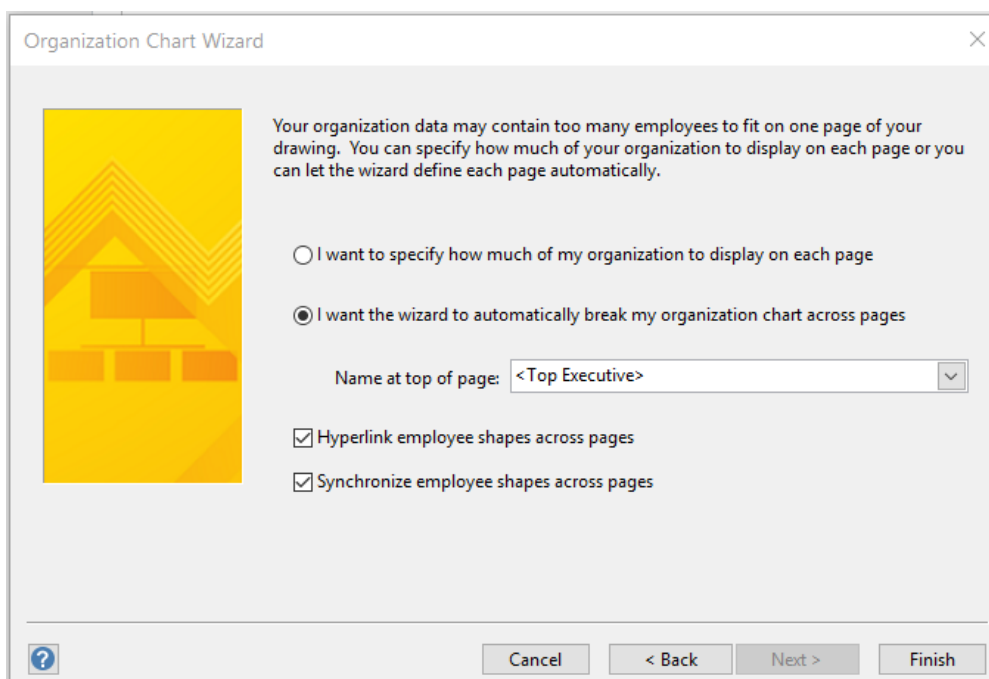 Organization Chart Wizard
Your organization data may contain too many employees to fit on one page of your
drawing.  You can specify how much of your organization to display on each page or you
can let the wizard define each page automatically.
I want to specify how much of my organization to display on each page
I want the wizard to automatically break my organization chart across pages
Name at top of page: <Top Executive>
Hyperlink employee shapes across pages
Synchronize employee shapes across pages
? Cancel < Back Next > Finish